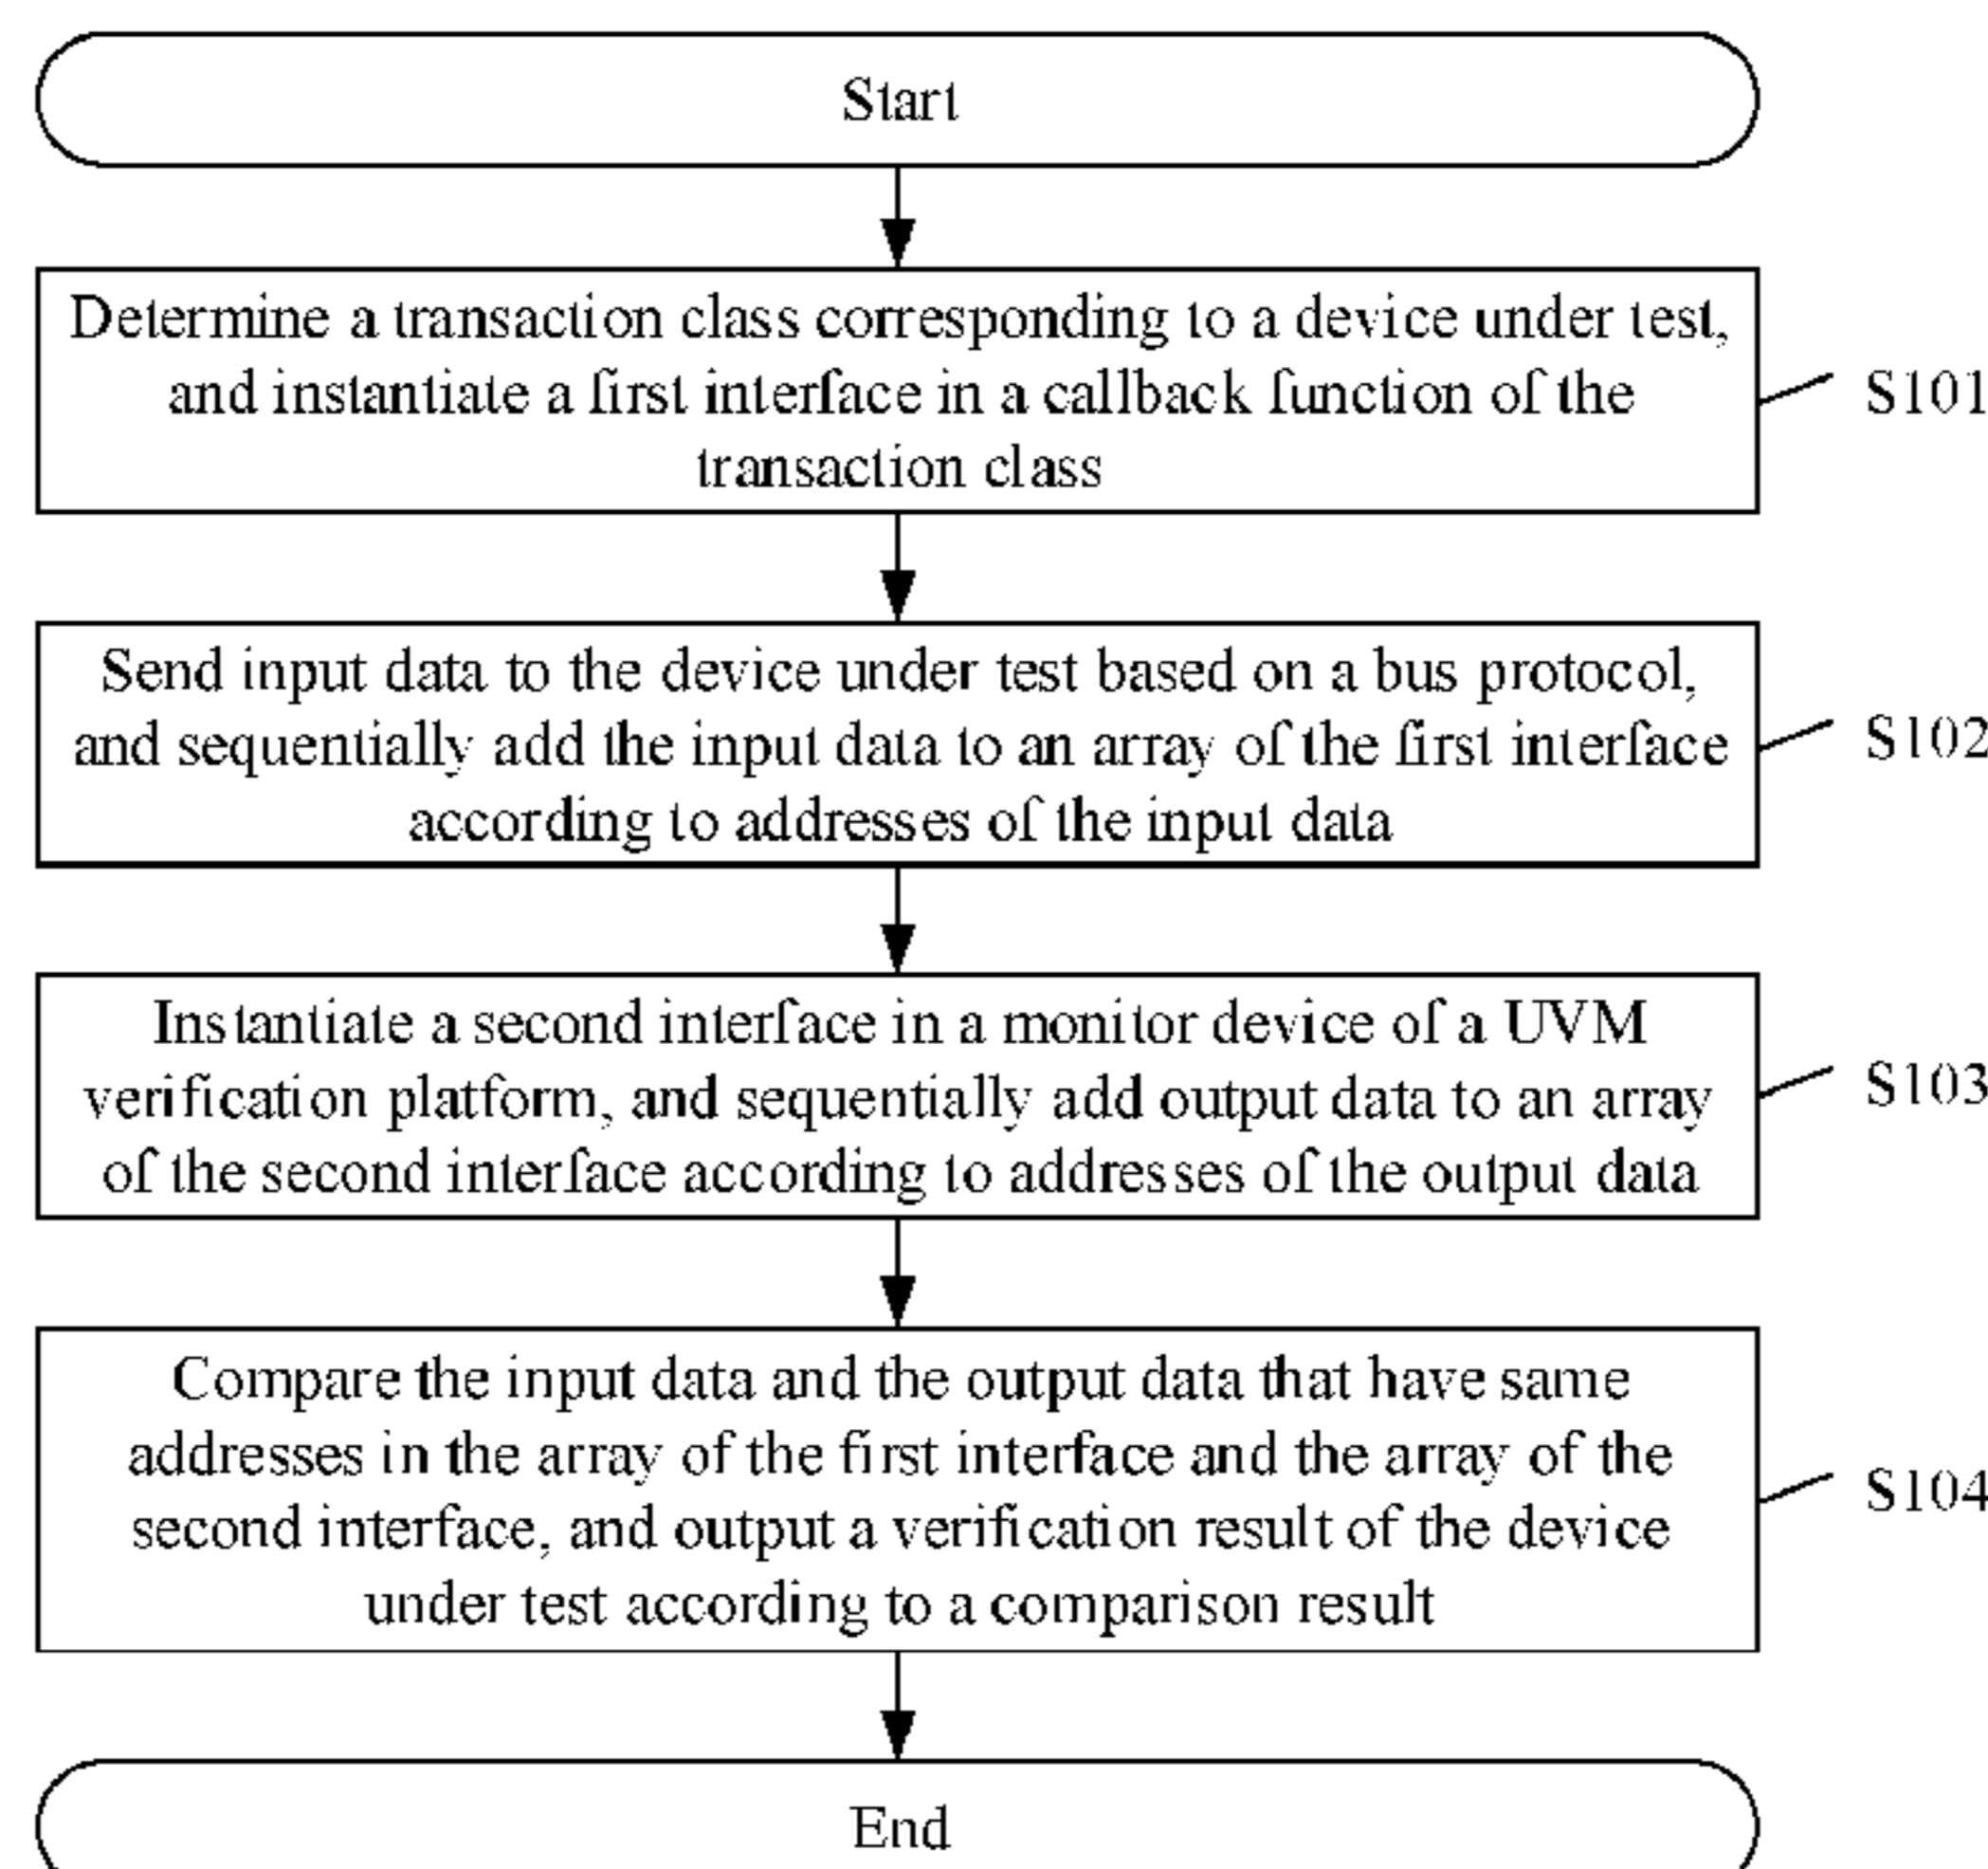 Start
Determine a transaction class corresponding to a device under test,
and instantiate a first interface in a callback function of the
transaction class
S101
Send input data to the device under test based on a bus protocol,
and sequentially add the input data to an array of the first interface
according to addresses of the input data
S102
Instantiate a second interface in a monitor device of a UVM
verification platform, and sequentially add output data to an array
of the second interface according to addresses of the output data
S103
Compare the input data and the output data that have same
addresses in the array of the first interface and the array of the
second interface, and output a verification result of the device
under test according to a comparison result
S104
End